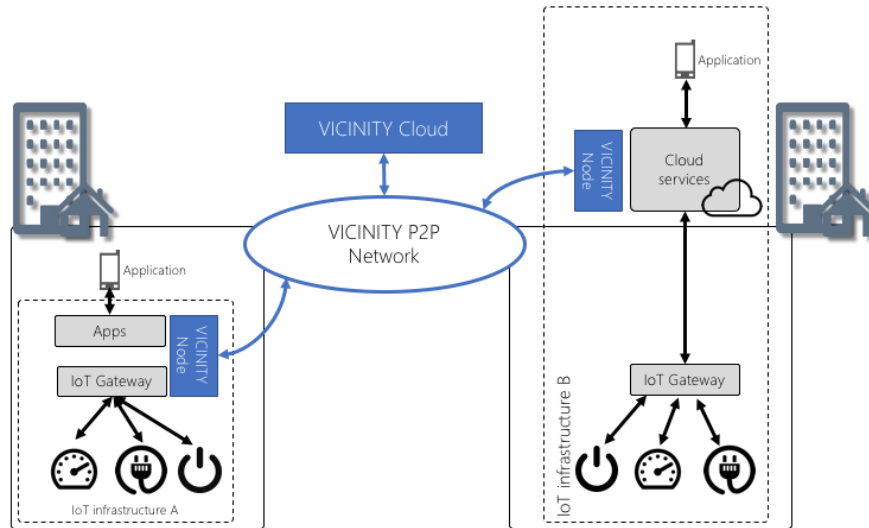 Application
VICINITY Cloud
VICINITY
Node
Cloud
services
VICINITY P2P
Network
Application
Apps
VICINITY
Node
IoT Gateway
IoT infrastructure A
IoT Gateway
IoT infrastructure B